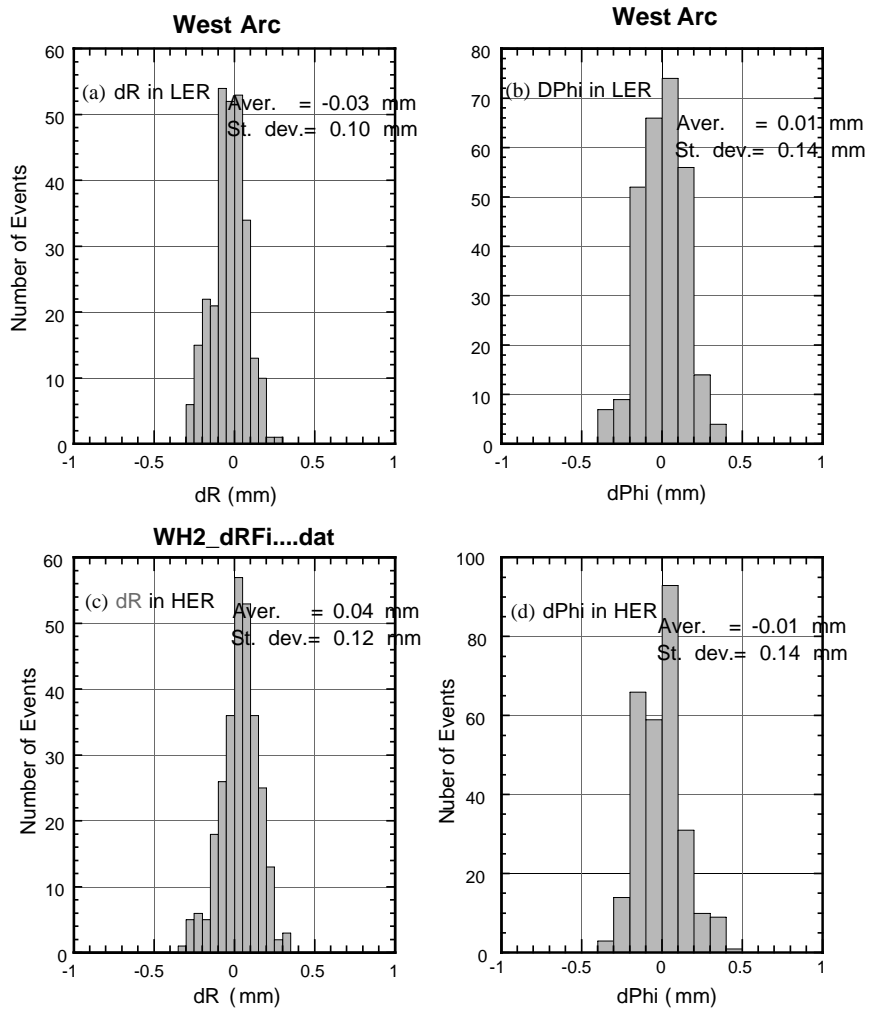 West Arc
60
50
40
30
20
10
0
Number of Events
(a) dR in LER
Aver. = -0.03 mm
St. dev.= 0.10 mm
-1 -0.5 0 0.5 1
dR (mm)
West Arc
80
70
60
50
40
30
20
10
0
(b) DPhi in LER
Aver. = 0.01 mm
St. dev.= 0.14 mm
-1 -0.5 0 0.5 1
dPhi (mm)
WH2_dRFi....dat
60
50
40
30
20
10
0
Number of Events
(c) dR in HER
Aver. = 0.04 mm
St. dev.= 0.12 mm
-1 -0.5 0 0.5 1
dR (mm)
100
80
60
40
20
0
Nuber of Events
(d) dPhi in HER
Aver. = -0.01 mm
St. dev.= 0.14 mm
-1 -0.5 0 0.5 1
dPhi (mm)